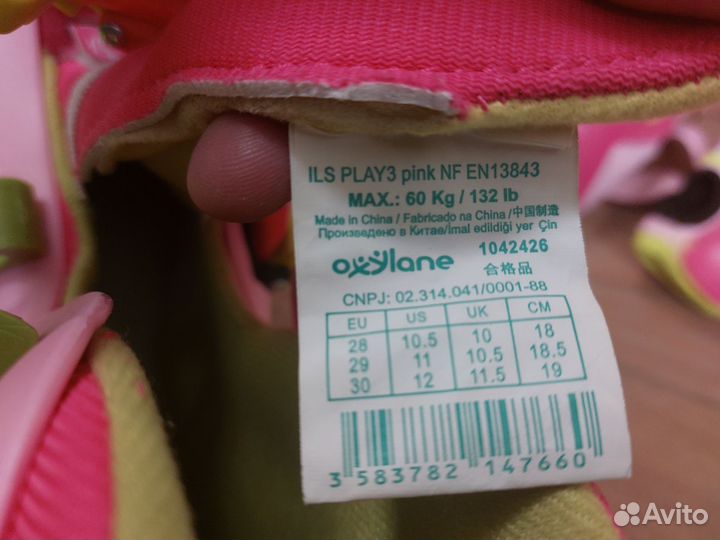 ILS PLAY3 pink NF EN13843
MAX.: 60 Kg / 132 lb
Made in China / Fabricado na China /中国制造
Произведено в Китае/İmal edildiği yer Çin
oxylane 1042426
合格品
CNPJ: 02.314.041/0001-88
EU US UK CM
28 10.5 10 18
29 11 10.5 18.5
30 12 11.5 19
3 583782 147660
Avito